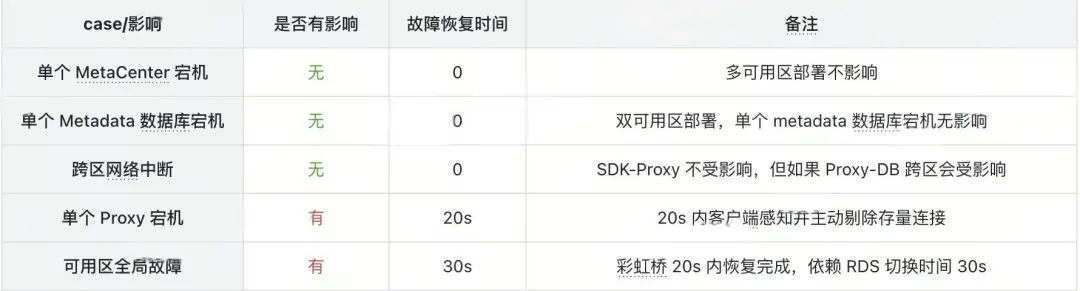 case/影响 是否有影响 故障恢复时间 备注
单个 MetaCenter 宕机 无 0 多可用区部署不影响
单个 Metadata 数据库宕机 无 0 双可用区部署，单个 metadata 数据库宕机无影响
跨区网络中断 无 0 SDK-Proxy 不受影响，但如果 Proxy-DB 跨区会受影响
单个 Proxy 宕机 有 20s 20s 内客户端感知并主动剔除存量连接
可用区全局故障 有 30s 彩虹桥 20s 内恢复完成，依赖 RDS 切换时间 30s